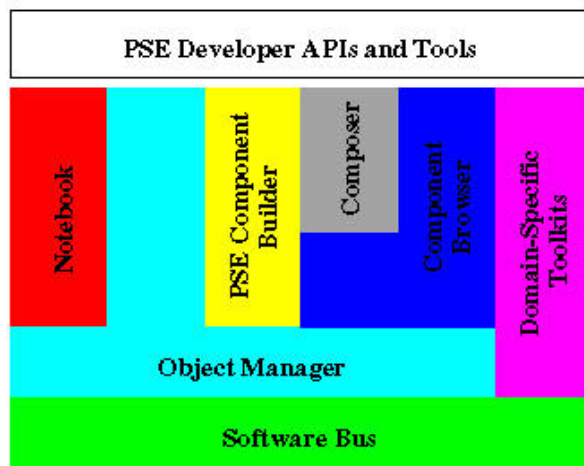 PSE Developer APIs and Tools
Notebook
PSE Component
Builder
Composer
Component
Browser
Domain-Specific
Toolkits
Object Manager
Software Bus